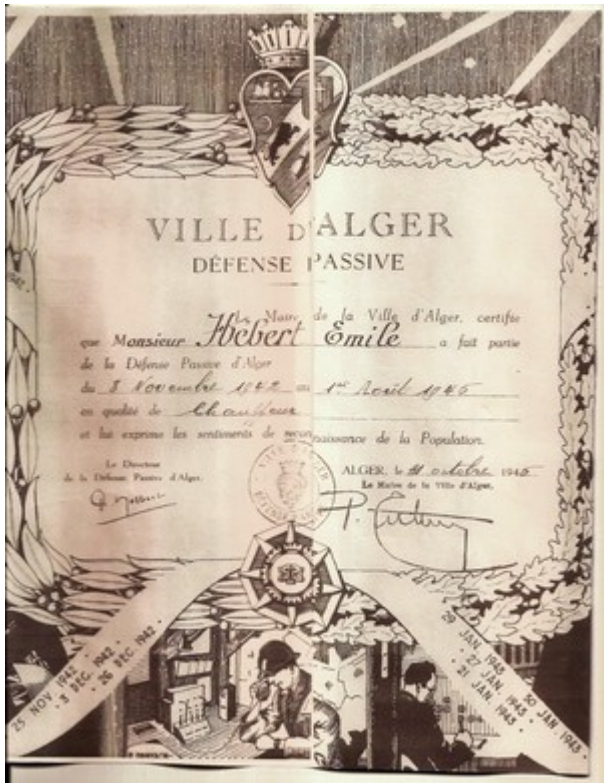 VILLE D'ALGER
DÉFENSE PASSIVE
Le Maire de la Ville d'Alger, certifie
que Monsieur Hébert Emile a fait partie
de la Défense Passive d'Alger
du 8 Novembre 1942 au 1er Août 1945
en qualité de Chauffeur
et lui exprime les sentiments de reconnaissance de la Population.
Le Directeur
de la Défense Passive d'Alger.
ALGER, le octobre 1945
Le Maire de la Ville d'Alger,
VILLE D'ALGER
25 NOV 1942 •
• 3 DEC. 1942 •
• 26 DEC. 1942 •
29 JAN. 1943 •
• 27 JAN. 1943 •
• 21 JAN. 1943 •
30 JAN. 1943